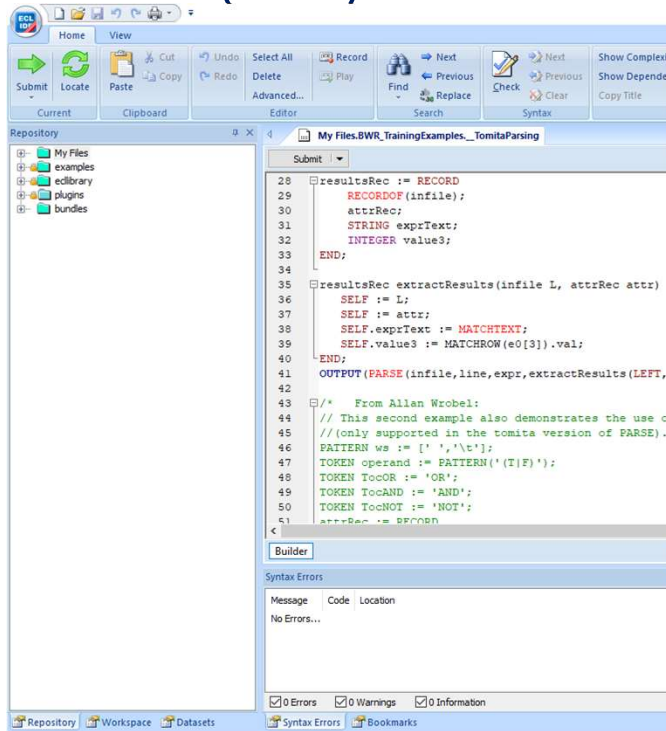 ECL
IDE
Home View
Submit Locate
Current
Paste
Cut
Copy
Clipboard
Undo
Redo
Select All
Delete
Advanced...
Record
Play
Editor
Find
Next
Previous
Replace
Search
Check
Next
Previous
Clear
Syntax
Show Complexi
Show Depende
Copy Title
Repository
My Files
examples
eclibrary
plugins
bundles
My Files.BWR_TrainingExamples.__TomitaParsing
Submit
28 resultsRec := RECORD
29 RECORDOF(infile);
30 attrRec;
31 STRING exprText;
32 INTEGER value3;
33 END;
34
35 resultsRec extractResults(infile L, attrRec attr)
36 SELF := L;
37 SELF := attr;
38 SELF.exprText := MATCHTEXT;
39 SELF.value3 := MATCHROW(e0[3]).val;
40 END;
41 OUTPUT(PARSE(infile,line,expr,extractResults(LEFT,
42
43 /* From Allan Wrobel:
44 // This second example also demonstrates the use o
45 //(only supported in the tomita version of PARSE).
46 PATTERN ws := [' ','\t'];
47 TOKEN operand := PATTERN('(T|F)');
48 TOKEN TocOR := 'OR';
49 TOKEN TocAND := 'AND';
50 TOKEN TocNOT := 'NOT';
51 attrRec := RECORD
Builder
Syntax Errors
Message Code Location
No Errors...
0 Errors 0 Warnings 0 Information
Repository Workspace Datasets
Syntax Errors Bookmarks